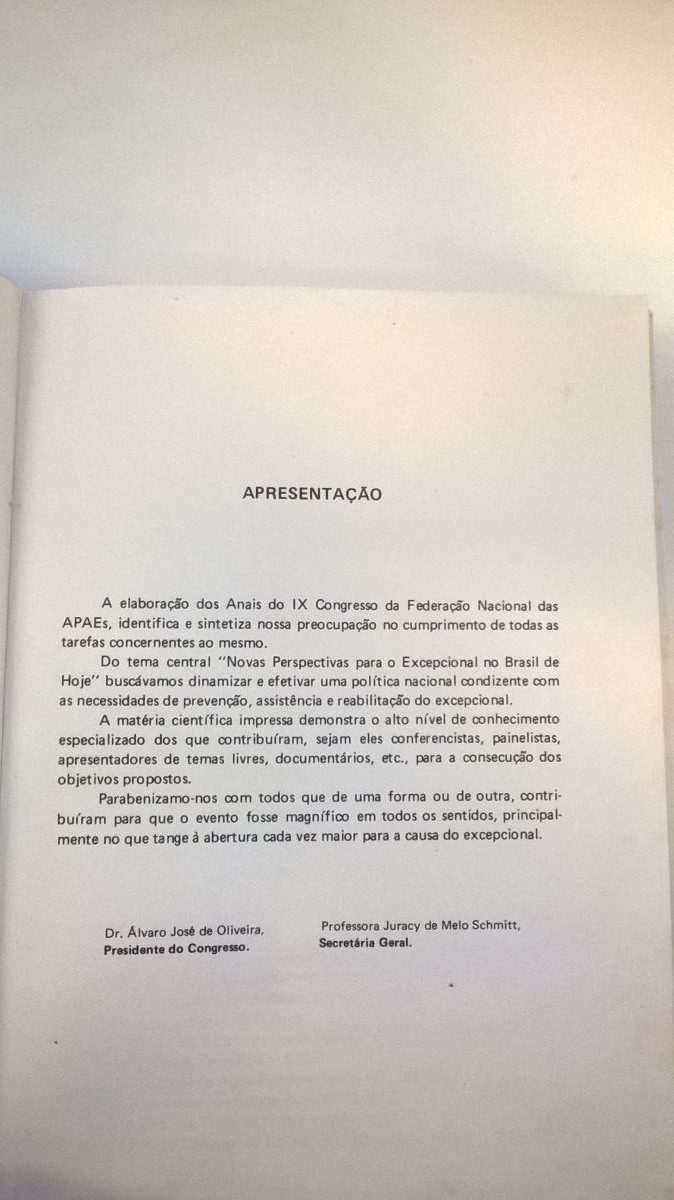 APRESENTAÇÃO
A elaboração dos Anais do IX Congresso da Federação Nacional das
APAEs, identifica e sintetiza nossa preocupação no cumprimento de todas as
tarefas concernentes ao mesmo.
Do tema central "Novas Perspectivas para o Excepcional no Brasil de
Hoje" buscávamos dinamizar e efetivar uma política nacional condizente com
as necessidades de prevenção, assistência e reabilitação do excepcional.
A matéria científica impressa demonstra o alto nível de conhecimento
especializado dos que contribuíram, sejam eles conferencistas, painelistas,
apresentadores de temas livres, documentários, etc., para a consecução dos
objetivos propostos.
Parabenizamo-nos com todos que de uma forma ou de outra, contri-
buíram para que o evento fosse magnífico em todos os sentidos, principal-
mente no que tange à abertura cada vez maior para a causa do excepcional.
Dr. Álvaro José de Oliveira,
Presidente do Congresso.
Professora Juracy de Melo Schmitt,
Secretária Geral.